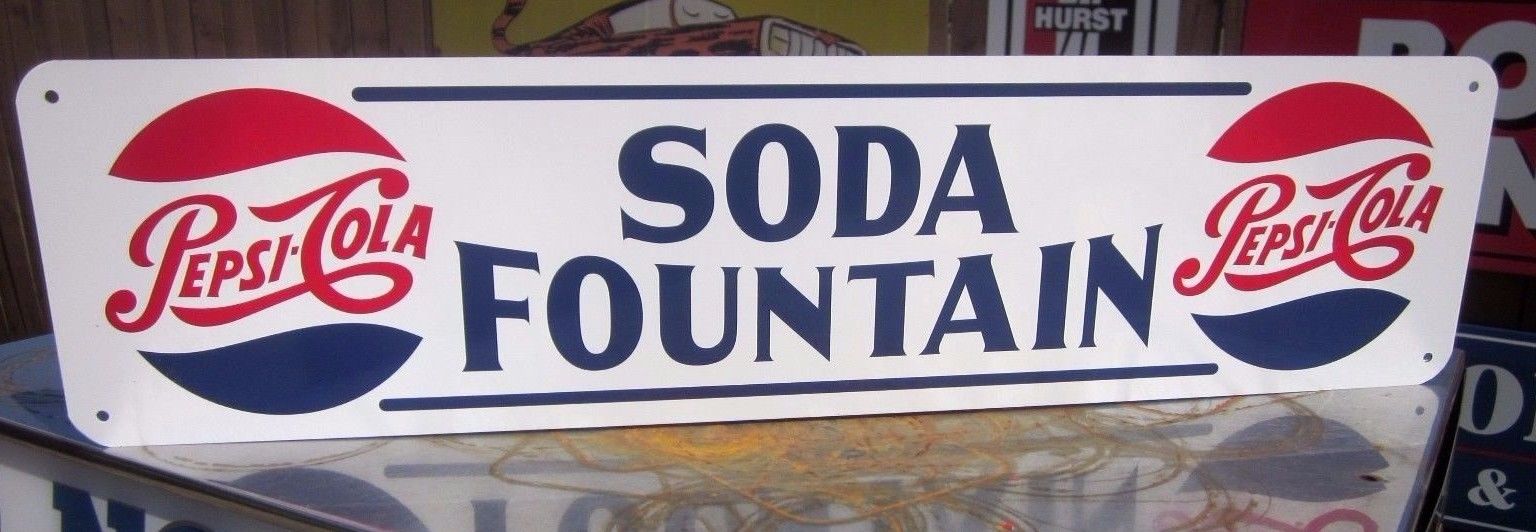 HURST
SODA
PEPSI-COLA
FOUNTAIN
PEPSI-COLA
&